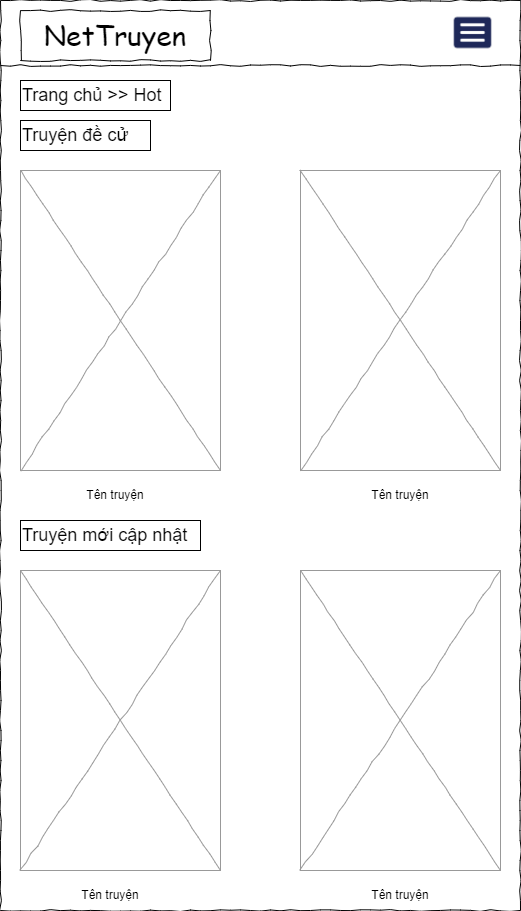 NetTruyen
Trang chủ >> Hot
Truyện đề cử
Tên truyện
Tên truyện
Truyện mới cập nhật
Tên truyện
Tên truyện